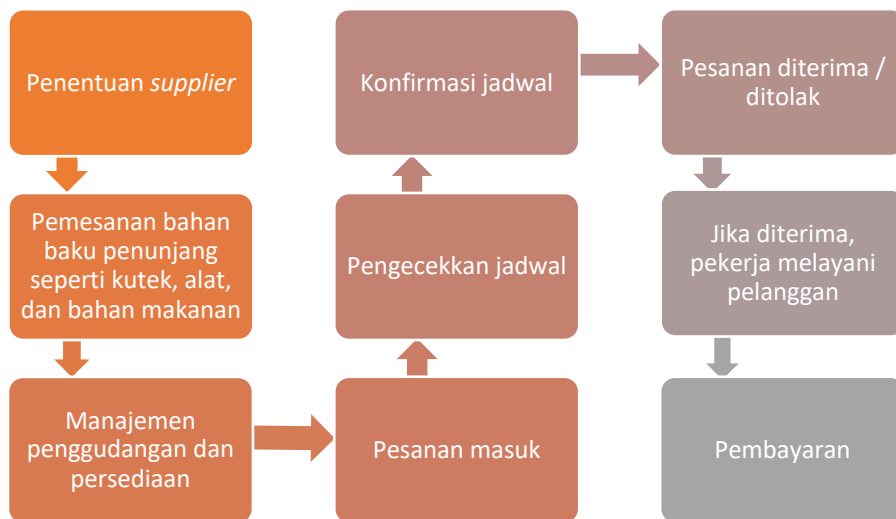 Penentuan supplier
Pemesanan bahan
baku penunjang
seperti kutek, alat,
dan bahan makanan
Manajemen
penggudangan dan
persediaan
Pesanan masuk
Pengecekkan jadwal
Konfirmasi jadwal
Pesanan diterima /
ditolak
Jika diterima,
pekerja melayani
pelanggan
Pembayaran